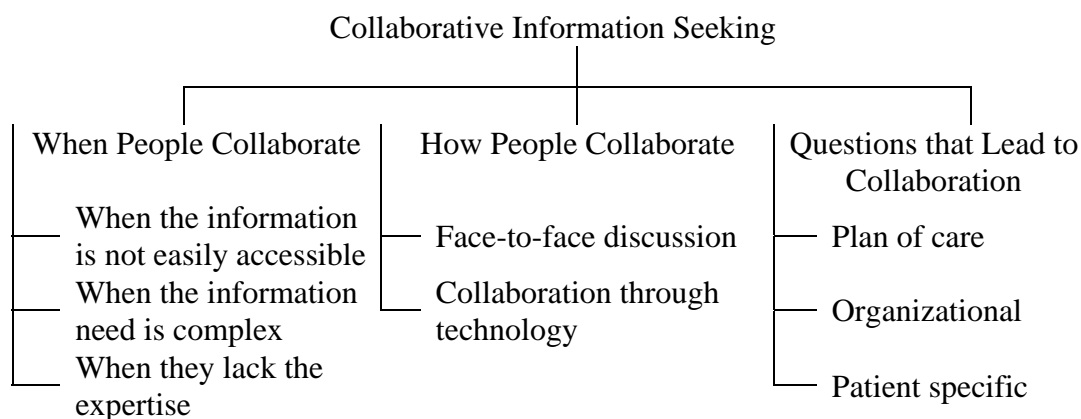 Collaborative Information Seeking
When People Collaborate
When the information
is not easily accessible
When the information
need is complex
When they lack the
expertise
How People Collaborate
Face-to-face discussion
Collaboration through
technology
Questions that Lead to
Collaboration
Plan of care
Organizational
Patient specific